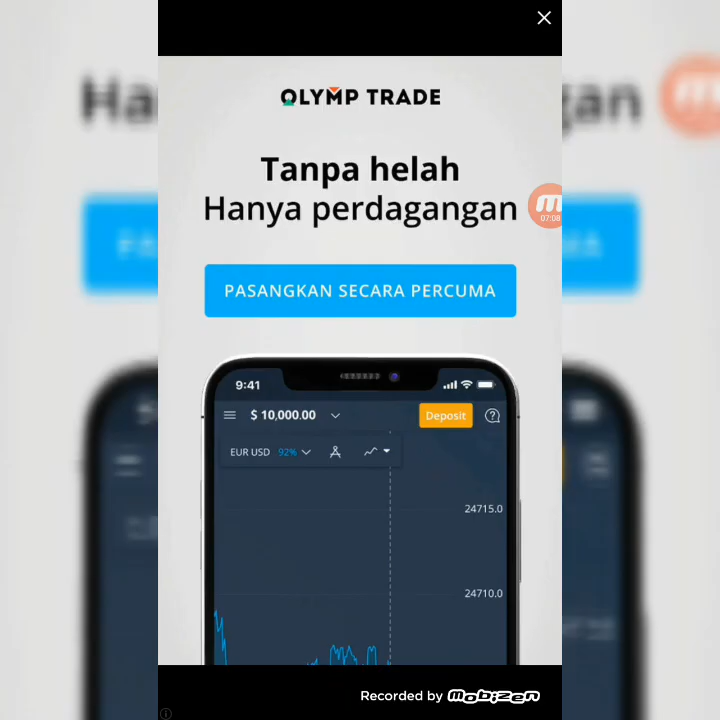 OLYMP TRADE
Tanpa helah
Hanya perdagangan
07:08
PASANGKAN SECARA PERCUMA
9:41
$ 10,000.00
Deposit
EUR USD 92%
24715.0
24710.0
Recorded by Mobizen